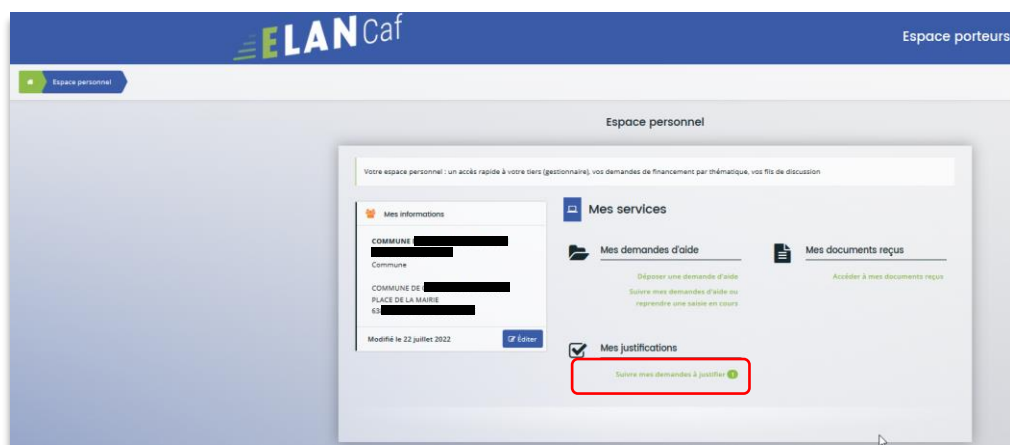 ELAN Caf
Espace porteurs
Espace personnel
Espace personnel
Votre espace personnel : un accès rapide à votre tiers (gestionnaire), vos demandes de financement par thématique, vos fils de discussion
Mes informations
COMMUNE
Commune
COMMUNE DE
PLACE DE LA MAIRIE
63
Modifié le 22 juillet 2022
Éditer
Mes services
Mes demandes d'aide
Déposer une demande d'aide
Suivre mes demandes d'aide ou
reprendre une saisie en cours
Mes documents reçus
Accéder à mes documents reçus
Mes justifications
Suivre mes demandes à justifier 1